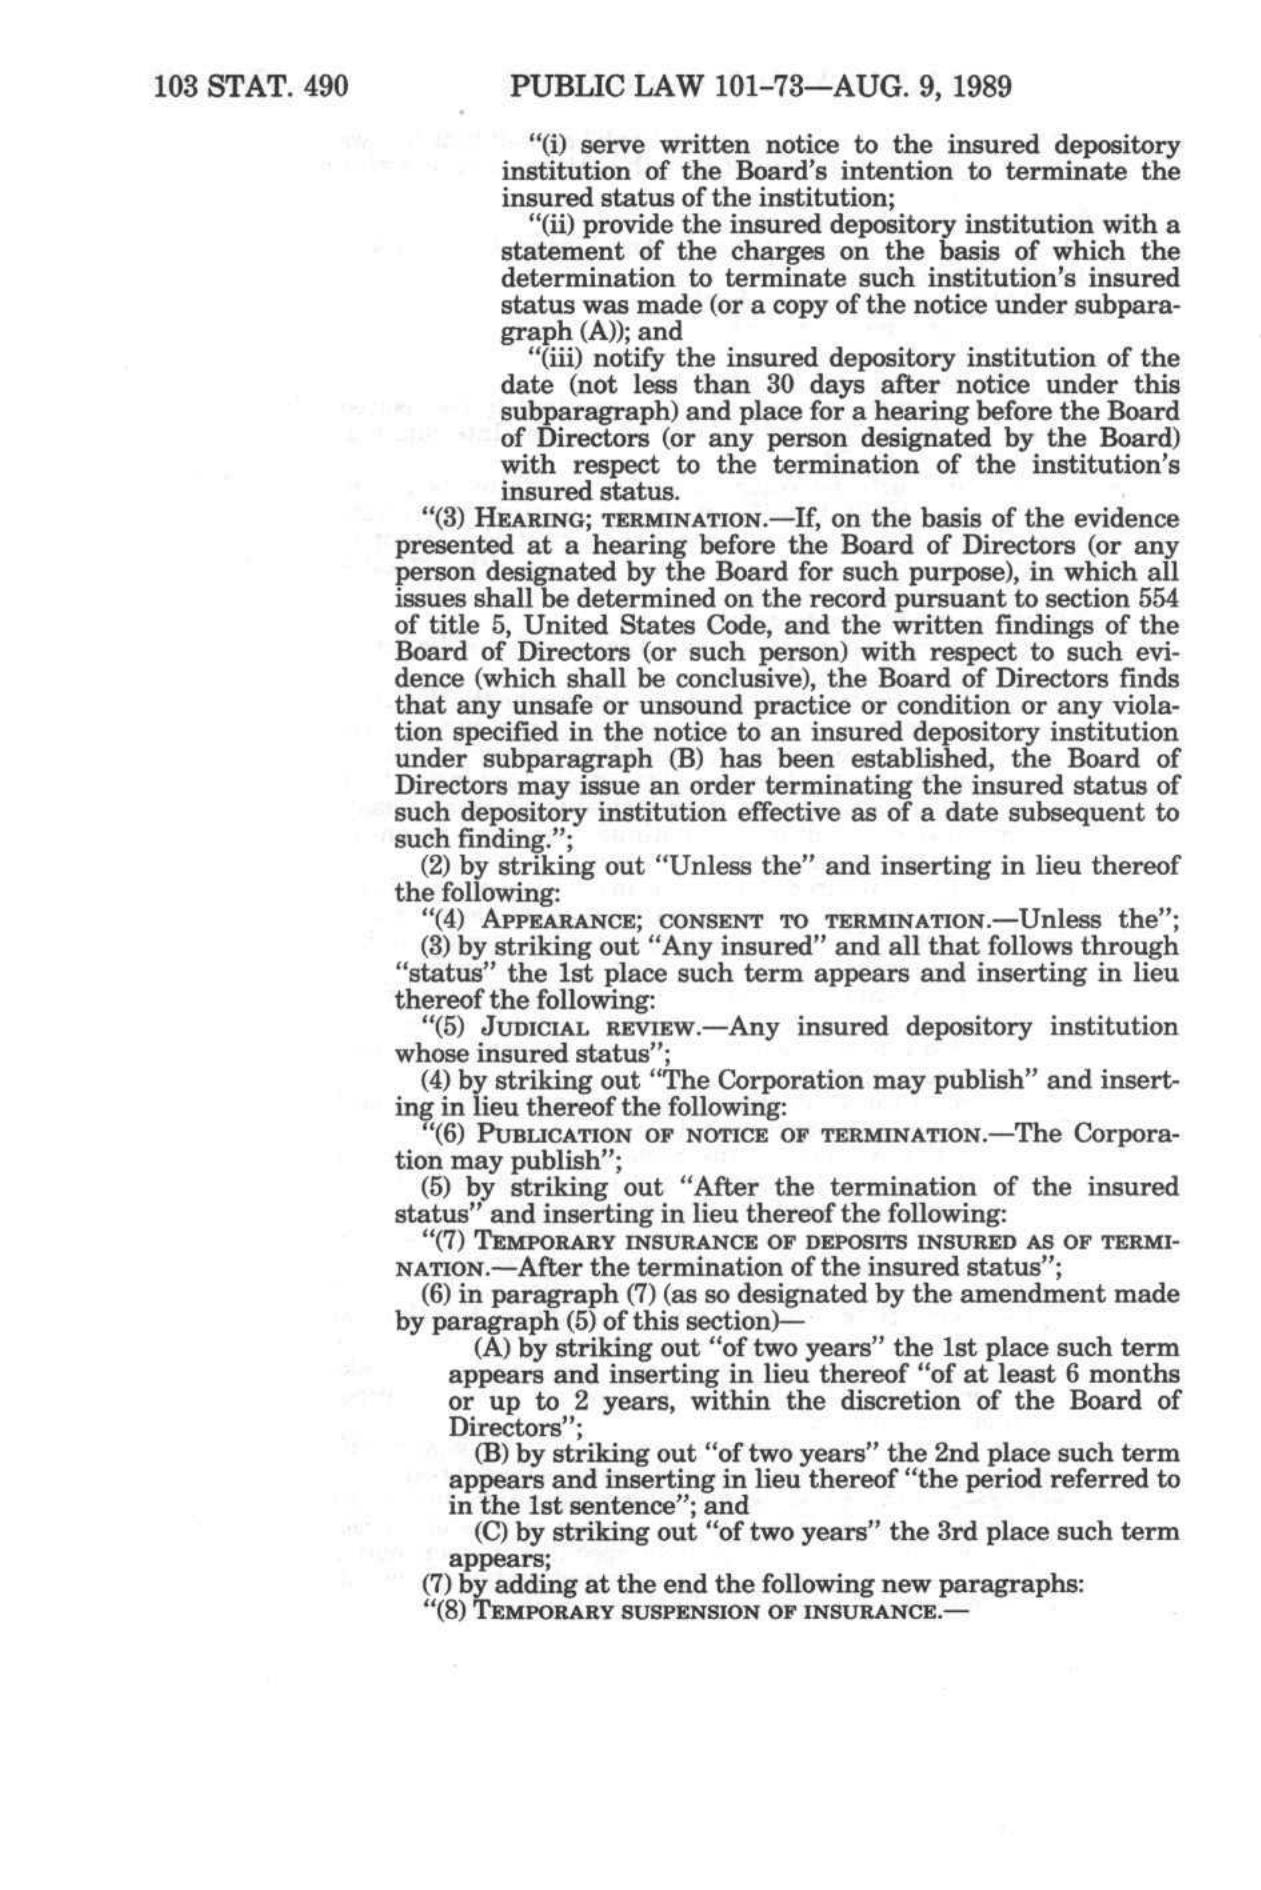 103 STAT. 490 PUBLIC LAW 101-73—AUG. 9, 1989
“(i) serve written notice to the insured depository
institution of the Board's intention to terminate the
insured status of the institution;
“(ii) provide the insured depository institution with a
statement of the charges on the basis of which the
determination to terminate such institution's insured
status was made (or a copy of the notice under subpara-
graph (A)); and
“(iii) notify the insured depository institution of the
date (not less than 30 days after notice under this
subparagraph) and place for a hearing before the Board
of Directors (or any person designated by the Board)
with respect to the termination of the institution's
insured status.
“(3) HEARING; TERMINATION.—If, on the basis of the evidence
presented at a hearing before the Board of Directors (or any
person designated by the Board for such purpose), in which all
issues shall be determined on the record pursuant to section 554
of title 5, United States Code, and the written findings of the
Board of Directors (or such person) with respect to such evi-
dence (which shall be conclusive), the Board of Directors finds
that any unsafe or unsound practice or condition or any viola-
tion specified in the notice to an insured depository institution
under subparagraph (B) has been established, the Board of
Directors may issue an order terminating the insured status of
such depository institution effective as of a date subsequent to
such finding.”;
(2) by striking out “Unless the” and inserting in lieu thereof
the following:
“(4) APPEARANCE; CONSENT TO TERMINATION.—Unless the”;
(3) by striking out “Any insured” and all that follows through
“status” the 1st place such term appears and inserting in lieu
thereof the following:
“(5) JUDICIAL REVIEW.—Any insured depository institution
whose insured status”;
(4) by striking out “The Corporation may publish” and insert-
ing in lieu thereof the following:
“(6) PUBLICATION OF NOTICE OF TERMINATION.—The Corpora-
tion may publish”;
(5) by striking out “After the termination of the insured
status” and inserting in lieu thereof the following:
“(7) TEMPORARY INSURANCE OF DEPOSITS INSURED AS OF TERMI-
NATION.—After the termination of the insured status”;
(6) in paragraph (7) (as so designated by the amendment made
by paragraph (5) of this section)—
(A) by striking out “of two years” the 1st place such term
appears and inserting in lieu thereof “of at least 6 months
or up to 2 years, within the discretion of the Board of
Directors”;
(B) by striking out “of two years” the 2nd place such term
appears and inserting in lieu thereof “the period referred to
in the 1st sentence”; and
(C) by striking out “of two years” the 3rd place such term
appears;
(7) by adding at the end the following new paragraphs:
“(8) TEMPORARY SUSPENSION OF INSURANCE.—